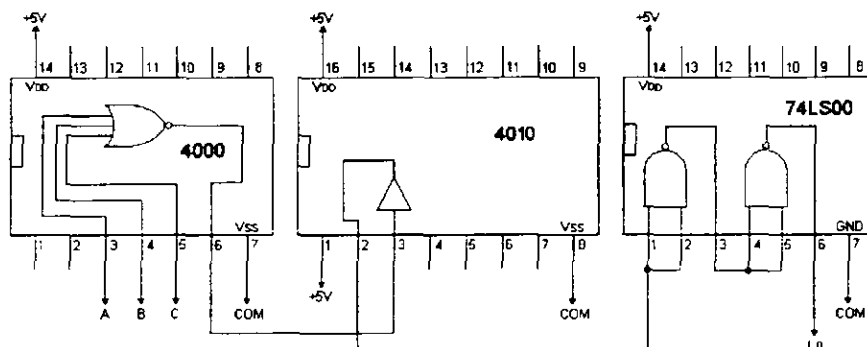 +5V +5V +5V
14 13 12 11 10 9 8 16 15 14 13 12 11 10 9 14 13 12 11 10 9 8
VDD VDD VDD
4000 4010 74LS00
VSS VSS GND
1 2 3 4 5 6 7 1 2 3 4 5 6 7 8 1 2 3 4 5 6 7
+5V
A B C COM COM COM